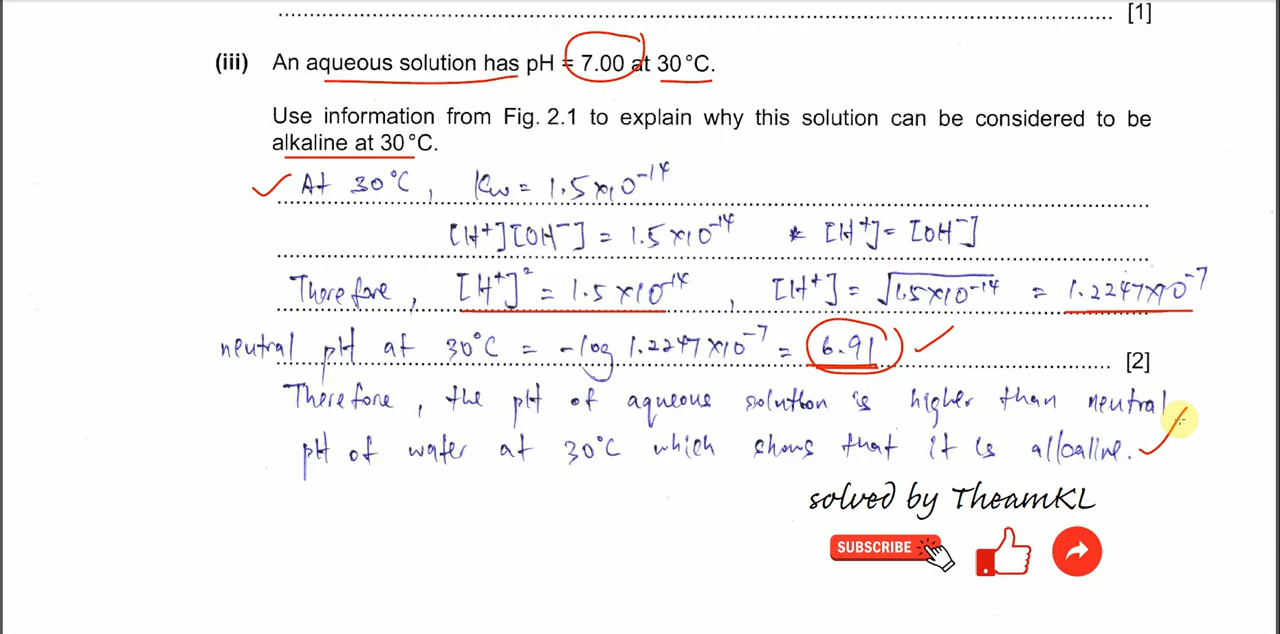 [1]
(iii) An aqueous solution has pH = 7.00 at 30°C.
Use information from Fig. 2.1 to explain why this solution can be considered to be
alkaline at 30°C.
At 30°C, Kw = 1.5×10⁻¹⁴
[H⁺][OH⁻] = 1.5×10⁻¹⁴ * [H⁺] = [OH⁻]
Therefore, [H⁺]² = 1.5×10⁻¹⁴, [H⁺] = √1.5×10⁻¹⁴ = 1.2247×10⁻⁷
neutral pH at 30°C = -log 1.2247×10⁻⁷ = 6.91
[2]
Therefore, the pH of aqueous solution is higher than neutral
pH of water at 30°C which shows that it is alkaline.
solved by TheamKL
SUBSCRIBE